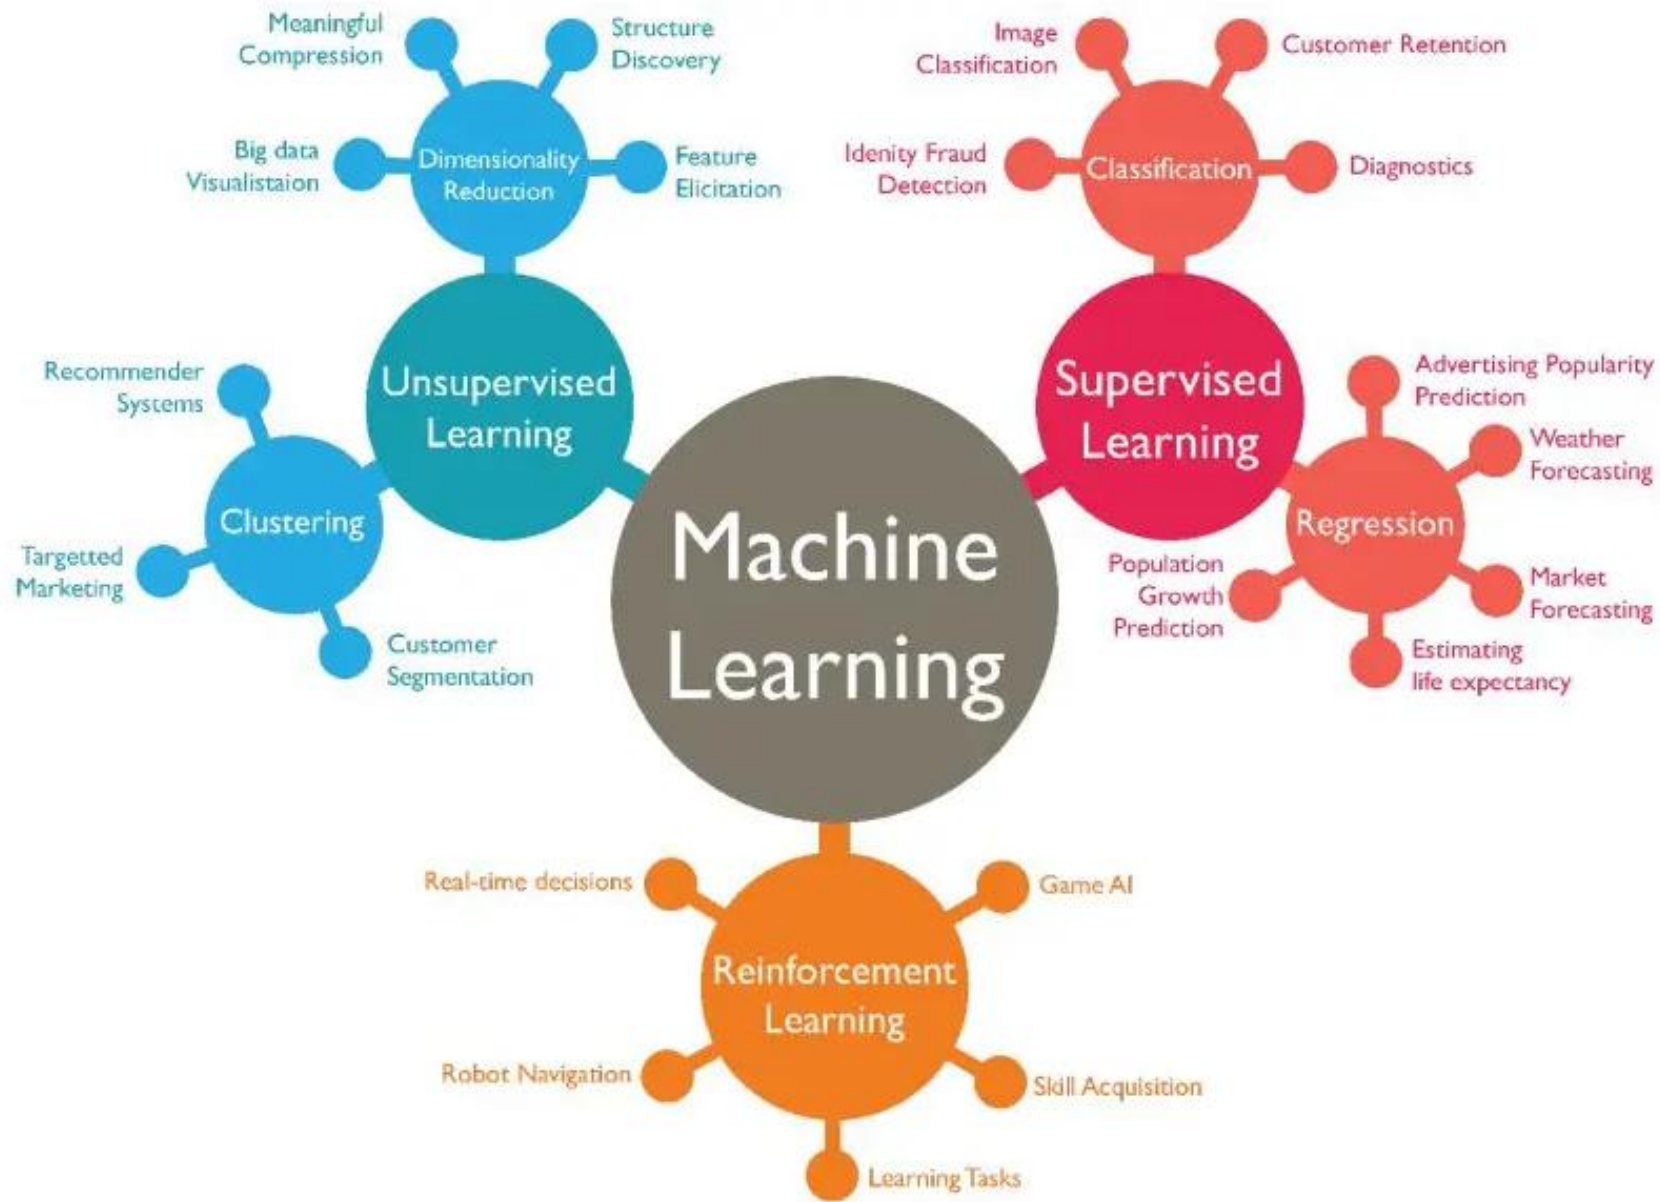 Meaningful
Compression
Structure
Discovery
Big data
Visualistaion
Dimensionality
Reduction
Feature
Elicitation
Image
Classification
Customer Retention
Idenity Fraud
Detection
Classification
Diagnostics
Unsupervised
Learning
Supervised
Learning
Recommender
Systems
Clustering
Targetted
Marketing
Customer
Segmentation
Advertising Popularity
Prediction
Weather
Forecasting
Regression
Population
Growth
Prediction
Market
Forecasting
Estimating
life expectancy
Machine
Learning
Real-time decisions
Game AI
Reinforcement
Learning
Robot Navigation
Skill Acquisition
Learning Tasks